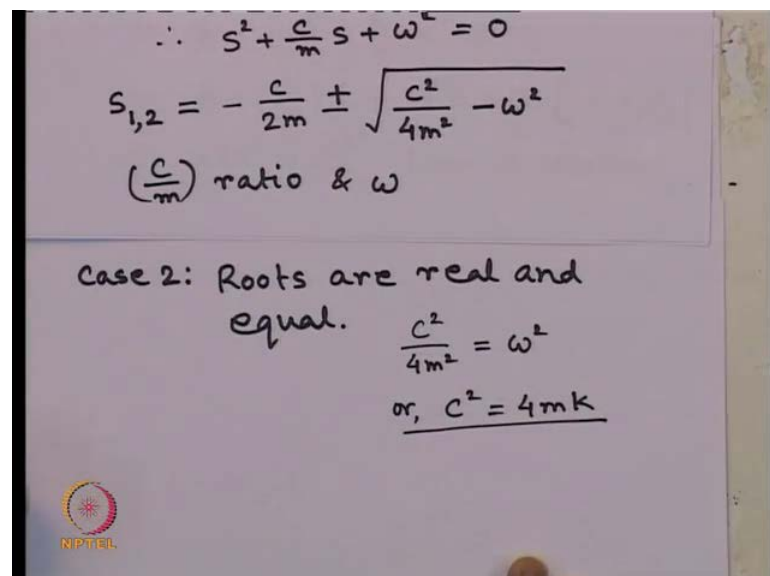 ∴ S² + c/m S + ω² = 0
S₁,₂ = - c/2m ± √(c²/4m² - ω²)
(c/m) ratio & ω
Case 2: Roots are real and
equal. c²/4m² = ω²
or, c² = 4mk
NPTEL